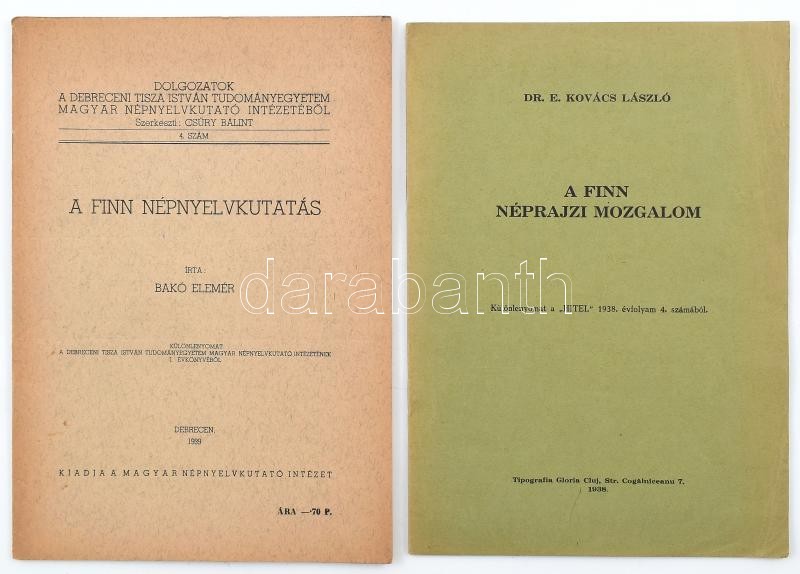 DOLGOZATOK
A DEBRECENI TISZA ISTVÁN TUDOMÁNYEGYETEM
MAGYAR NÉPNYELVKUTATÓ INTÉZETÉBŐL
Szerkeszti: CSŰRY BÁLINT
4. SZÁM
A FINN NÉPNYELVKUTATÁS
ÍRTA:
BAKÓ ELEMÉR
KÜLÖNLENYOMAT
A DEBRECENI TISZA ISTVÁN TUDOMÁNYEGYETEM MAGYAR NÉPNYELVKUTATÓ INTÉZETÉNEK
I. ÉVKÖNYVÉBŐL
DEBRECEN,
1939
KIADJA A MAGYAR NÉPNYELVKUTATÓ INTÉZET
ÁRA —·70 P.
DR. E. KOVÁCS LÁSZLÓ
A FINN
NÉPRAJZI MOZGALOM
Különlenyomat a „HITEL" 1938. évfolyam 4. számából.
Tipografia Gloria Cluj, Str. Cogălniceanu 7.
1938.
darabanth